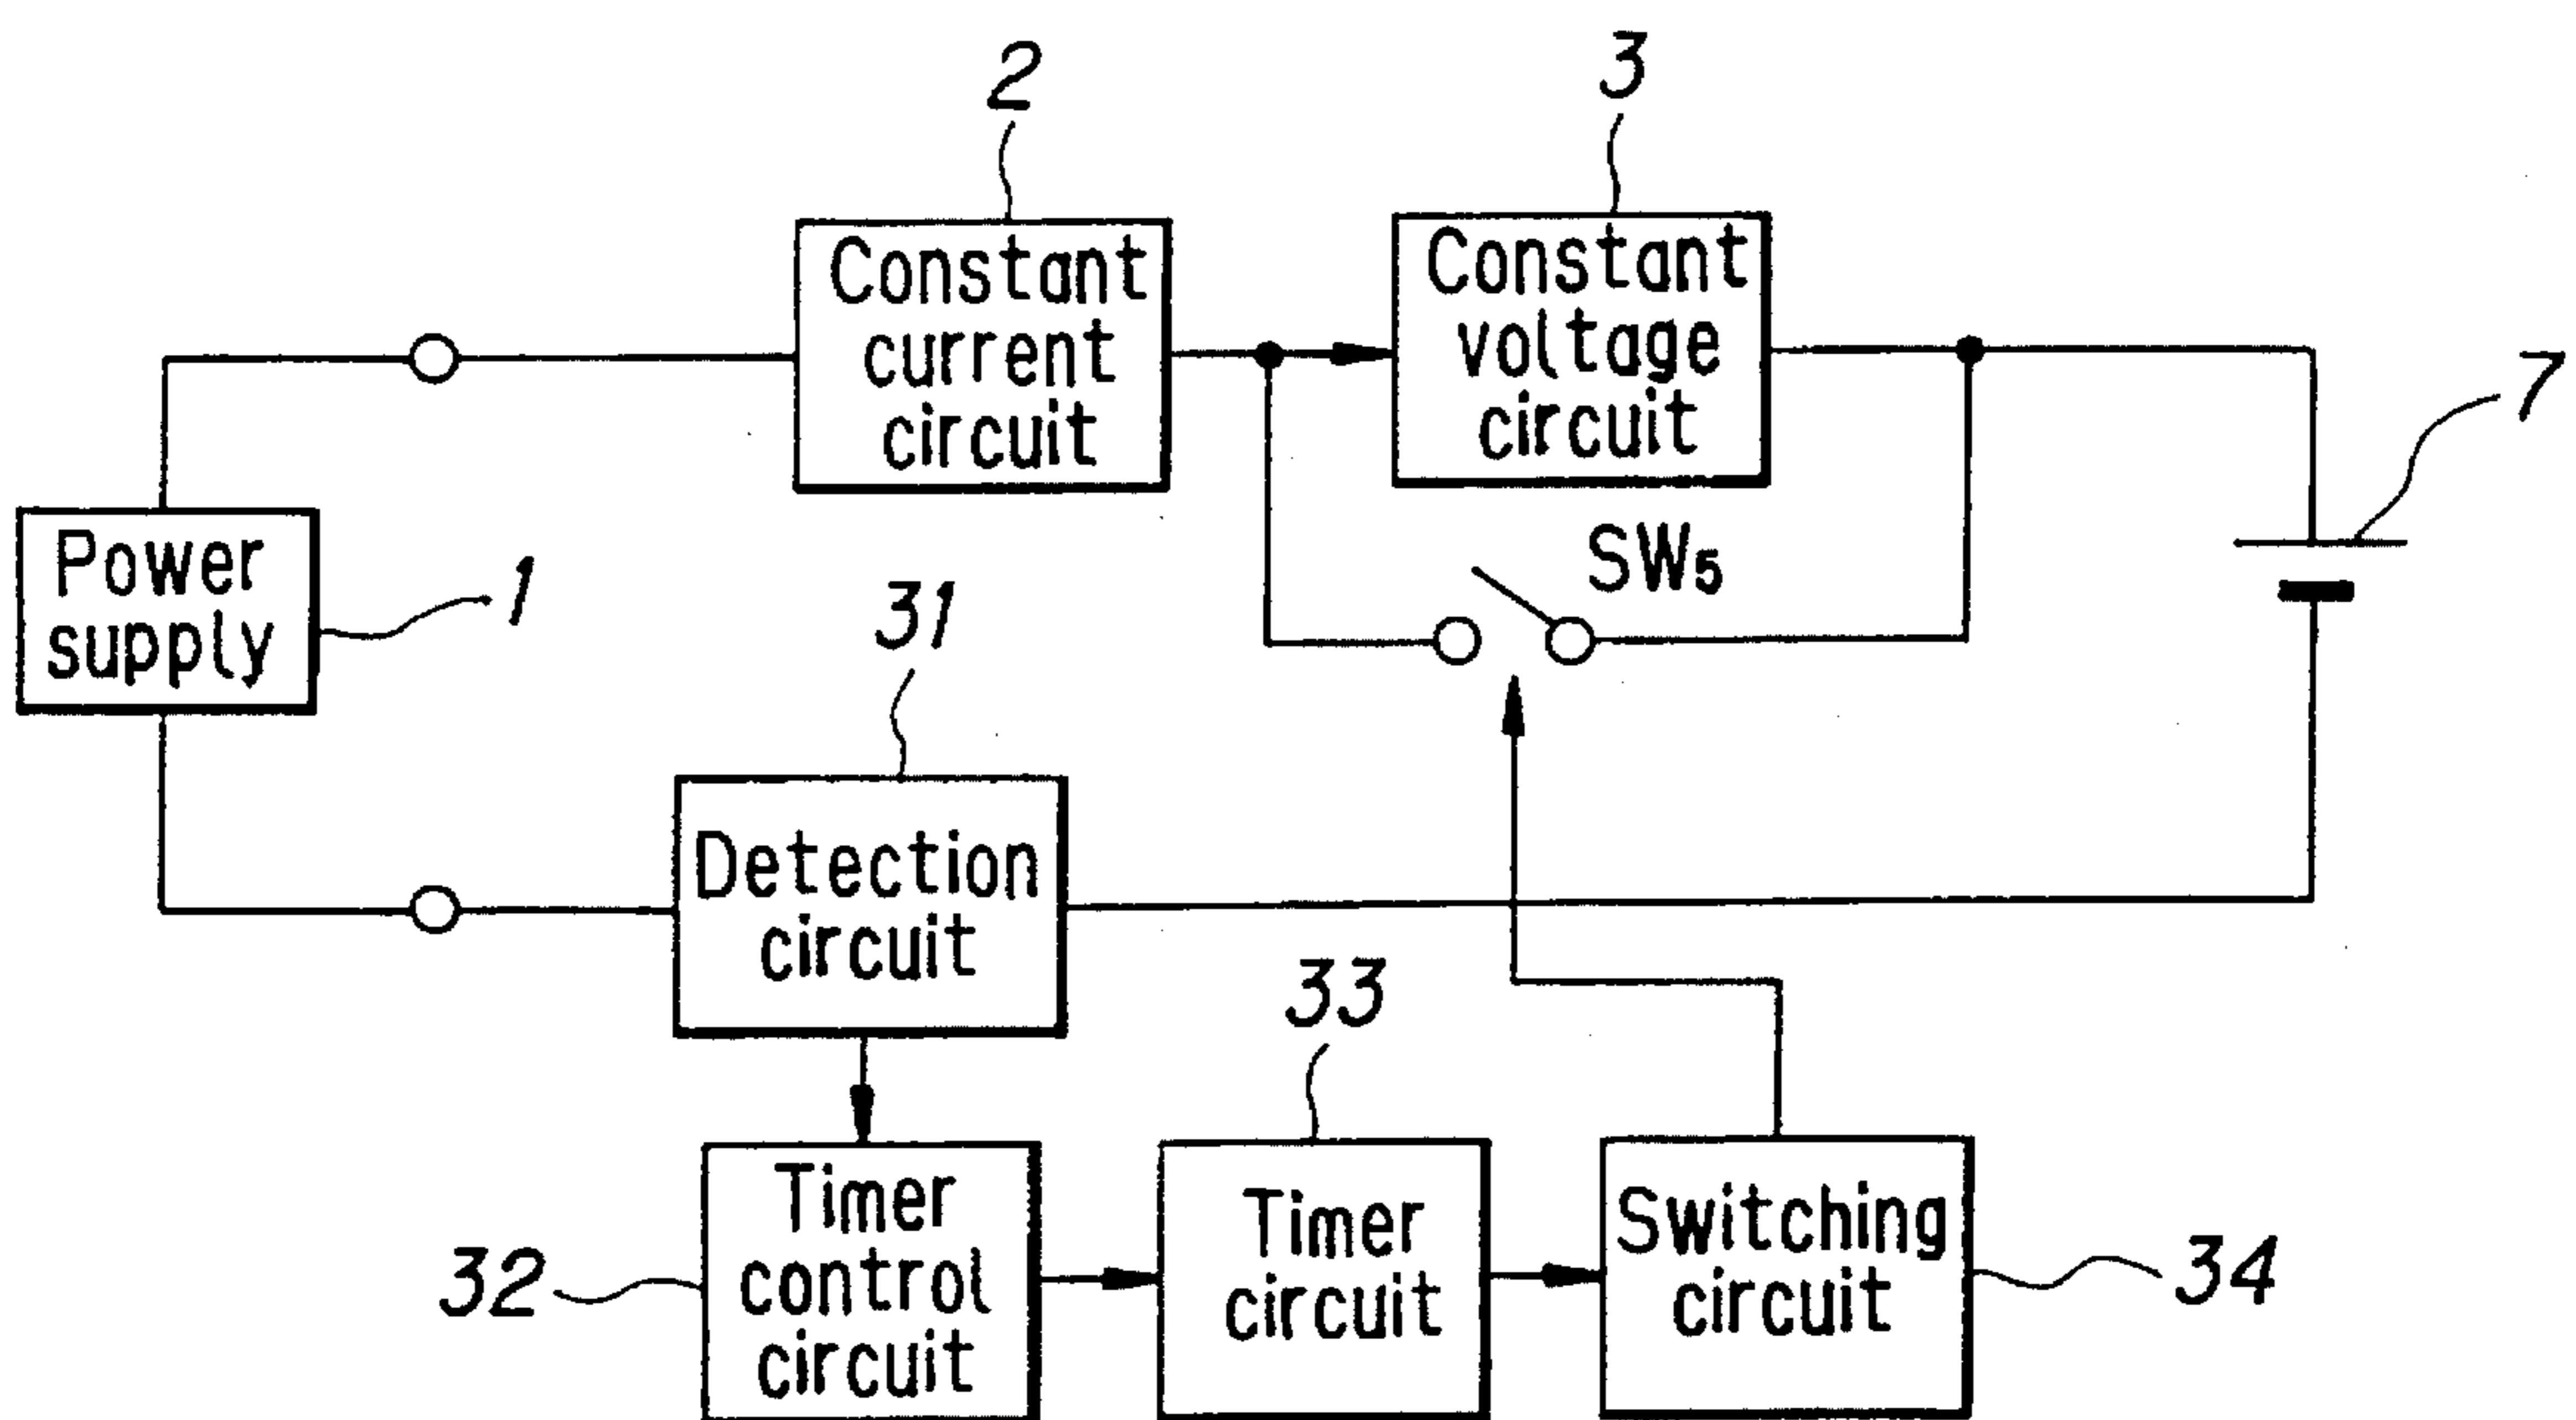 2
3
Constant
current
circuit
Constant
voltage
circuit
7
Power
supply
1
SW5
31
Detection
circuit
33
32
Timer
control
circuit
Timer
circuit
Switching
circuit
34